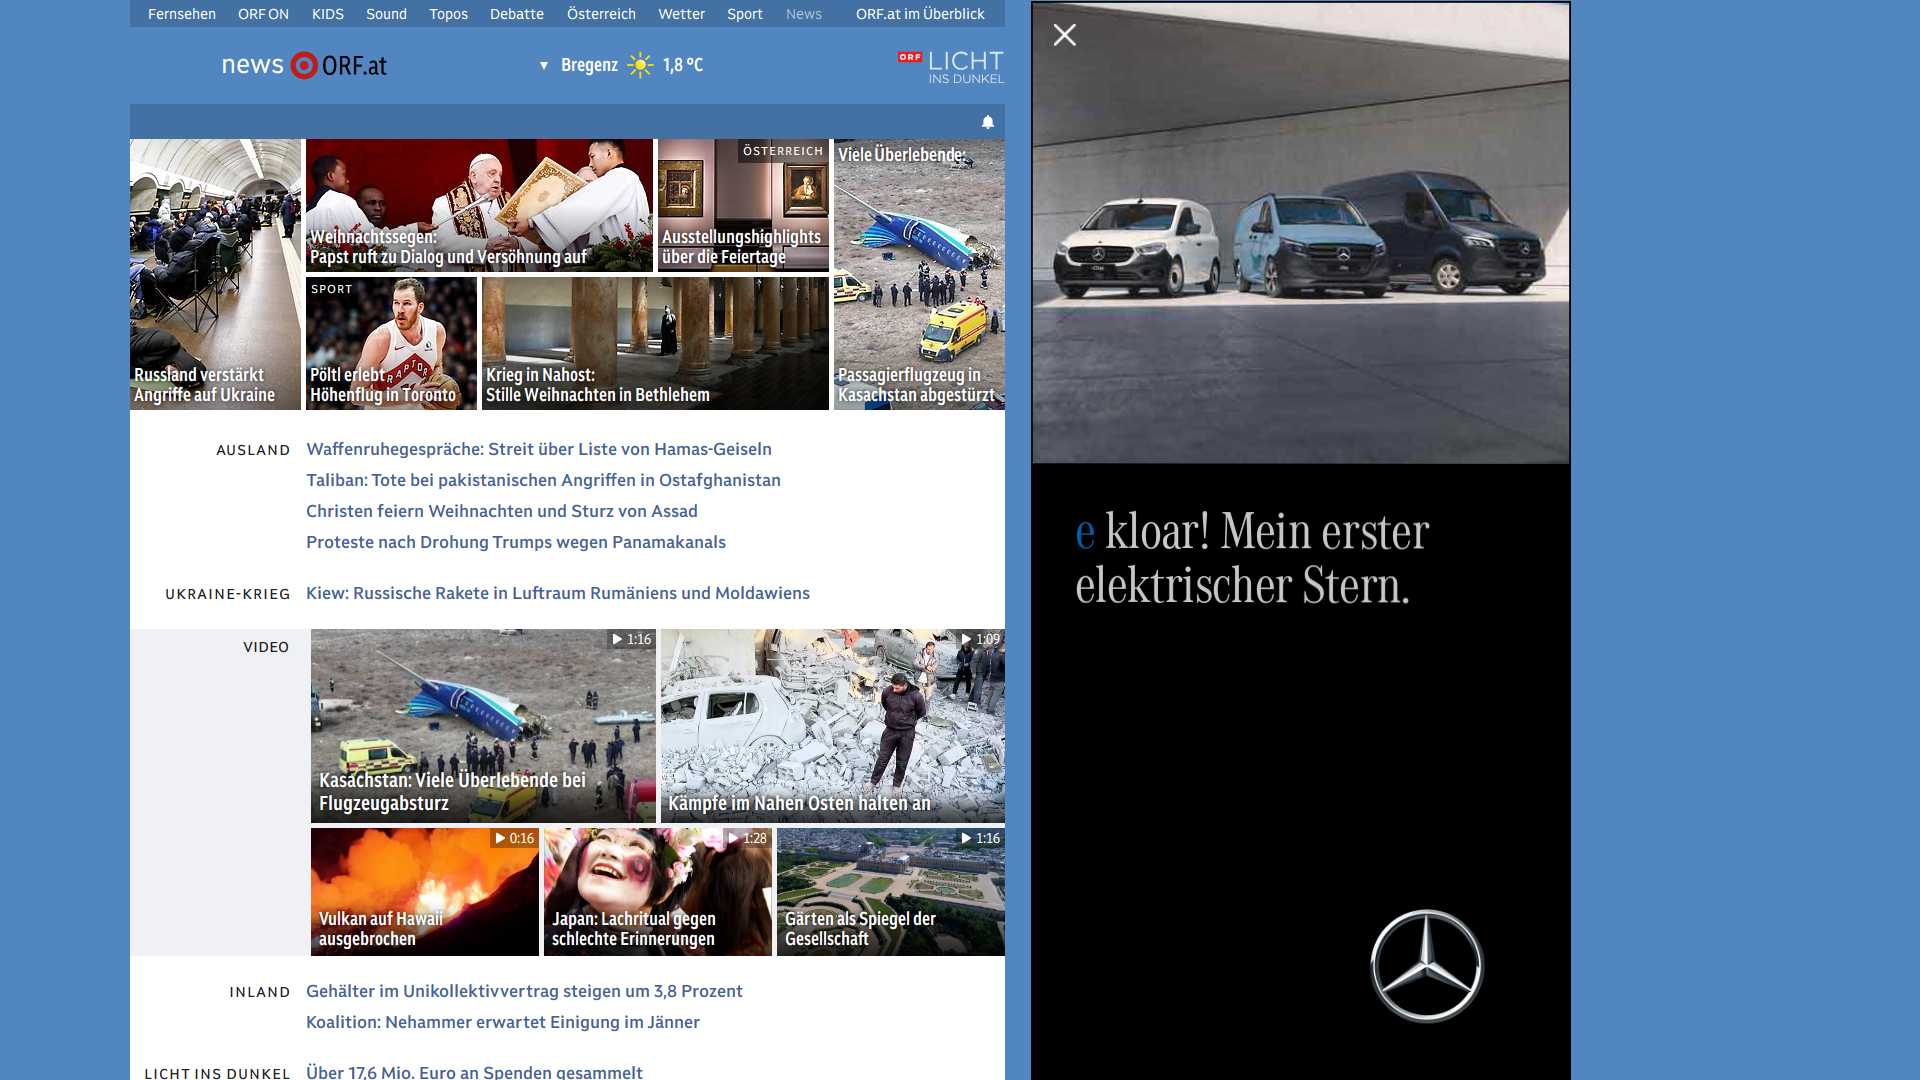 Fernsehen ORF ON KIDS Sound Topos Debatte Österreich Wetter Sport News ORF.at im Überblick
news ORF.at
▼ Bregenz 1,8 °C
ORF LICHT
INS DUNKEL
Russland verstärkt
Angriffe auf Ukraine
Weihnachtssegen:
Papst ruft zu Dialog und Versöhnung auf
ÖSTERREICH
Ausstellungshighlights
über die Feiertage
Viele Überlebende:
Passagierflugzeug in
Kasachstan abgestürzt
SPORT
RAPTOR
Pöltl erlebt
Höhenflug in Toronto
Krieg in Nahost:
Stille Weihnachten in Bethlehem
AUSLAND
Waffenruhegespräche: Streit über Liste von Hamas-Geiseln
Taliban: Tote bei pakistanischen Angriffen in Ostafghanistan
Christen feiern Weihnachten und Sturz von Assad
Proteste nach Drohung Trumps wegen Panamakanals
UKRAINE-KRIEG
Kiew: Russische Rakete in Luftraum Rumäniens und Moldawiens
VIDEO
1:16
Kasachstan: Viele Überlebende bei
Flugzeugabsturz
1:09
Kämpfe im Nahen Osten halten an
0:16
Vulkan auf Hawaii
ausgebrochen
1:28
Japan: Lachritual gegen
schlechte Erinnerungen
1:16
Gärten als Spiegel der
Gesellschaft
INLAND
Gehälter im Unikollektivvertrag steigen um 3,8 Prozent
Koalition: Nehammer erwartet Einigung im Jänner
LICHT INS DUNKEL
Über 17,6 Mio. Euro an Spenden gesammelt
e kloar! Mein erster
elektrischer Stern.